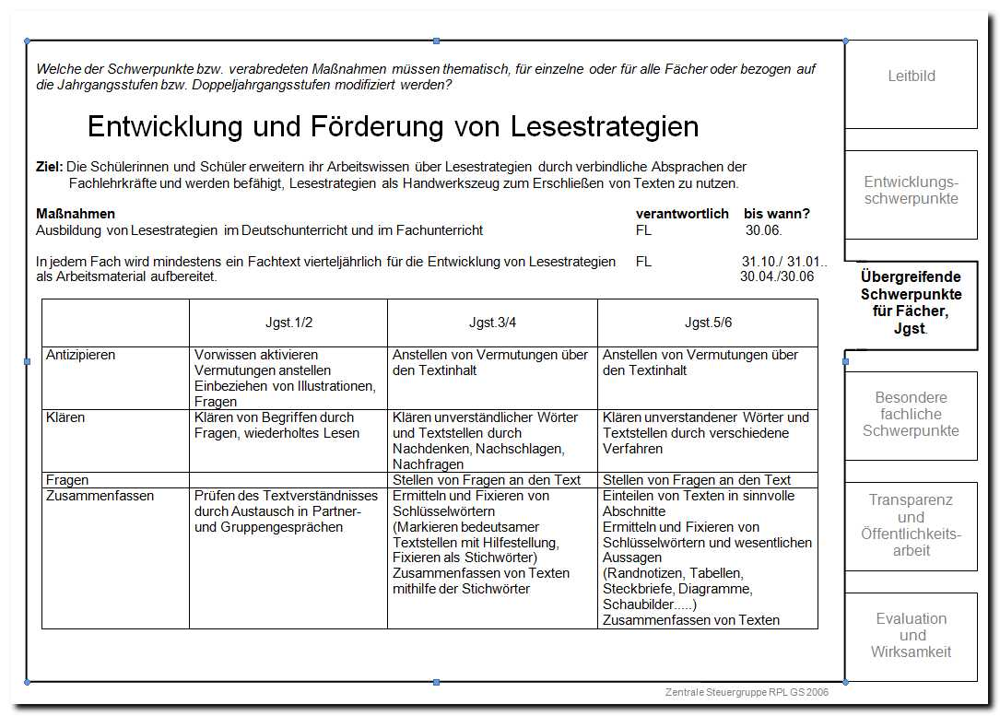 Welche der Schwerpunkte bzw. verabredeten Maßnahmen müssen thematisch, für einzelne oder für alle Fächer oder bezogen auf
die Jahrgangsstufen bzw. Doppeljahrgangsstufen modifiziert werden?
Entwicklung und Förderung von Lesestrategien
Ziel: Die Schülerinnen und Schüler erweitern ihr Arbeitswissen über Lesestrategien durch verbindliche Absprachen der
Fachlehrkräfte und werden befähigt, Lesestrategien als Handwerkszeug zum Erschließen von Texten zu nutzen.
Maßnahmen verantwortlich bis wann?
Ausbildung von Lesestrategien im Deutschunterricht und im Fachunterricht FL 30.06.
In jedem Fach wird mindestens ein Fachtext vierteljährlich für die Entwicklung von Lesestrategien FL 31.10./ 31.01..
als Arbeitsmaterial aufbereitet. 30.04./30.06
Jgst.1/2 Jgst.3/4 Jgst.5/6
Antizipieren
Vorwissen aktivieren
Vermutungen anstellen
Einbeziehen von Illustrationen,
Fragen
Anstellen von Vermutungen über
den Textinhalt
Anstellen von Vermutungen über
den Textinhalt
Klären
Klären von Begriffen durch
Fragen, wiederholtes Lesen
Klären unverständlicher Wörter
und Textstellen durch
Nachdenken, Nachschlagen,
Nachfragen
Klären unverstandener Wörter und
Textstellen durch verschiedene
Verfahren
Fragen
Stellen von Fragen an den Text
Stellen von Fragen an den Text
Zusammenfassen
Prüfen des Textverständnisses
durch Austausch in Partner-
und Gruppengesprächen
Ermitteln und Fixieren von
Schlüsselwörtern
(Markieren bedeutsamer
Textstellen mit Hilfestellung,
Fixieren als Stichwörter)
Zusammenfassen von Texten
mithilfe der Stichwörter
Einteilen von Texten in sinnvolle
Abschnitte
Ermitteln und Fixieren von
Schlüsselwörtern und wesentlichen
Aussagen
(Randnotizen, Tabellen,
Steckbriefe, Diagramme,
Schaubilder.....)
Zusammenfassen von Texten
Leitbild
Entwicklungs-
schwerpunkte
Übergreifende
Schwerpunkte
für Fächer,
Jgst.
Besondere
fachliche
Schwerpunkte
Transparenz
und
Öffentlichkeits-
arbeit
Evaluation
und
Wirksamkeit
Zentrale Steuergruppe RPL GS 2006